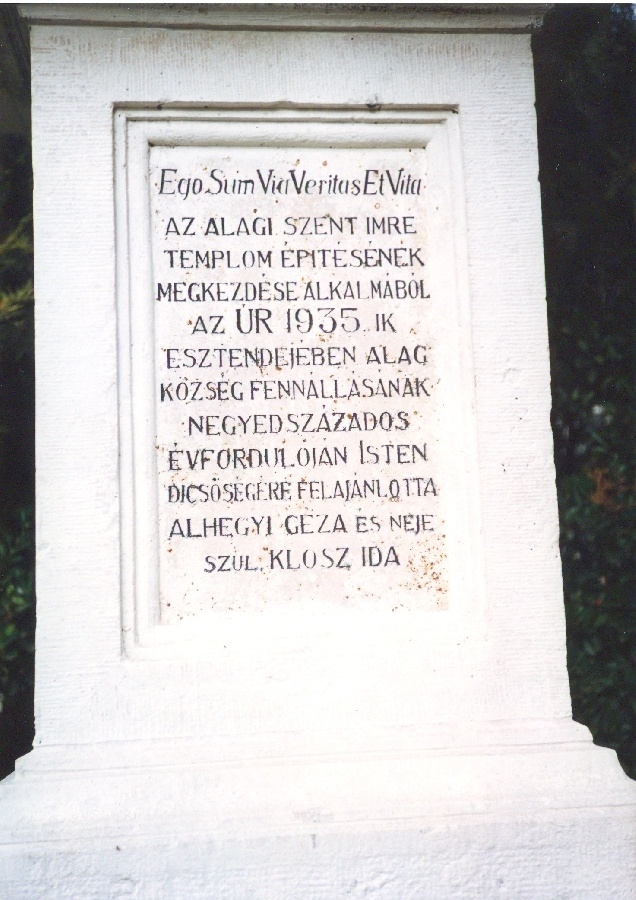 Ego Sum Via Veritas Et Vita
AZ ALAGI SZENT IMRE
TEMPLOM ÉPITÉSÉNEK
MEGKEZDÉSE ALKALMÁBÓL
AZ ÚR 1935. IK
ESZTENDEJÉBEN ALAG
KÖZSÉG FENNÁLLÁSÁNAK
NEGYEDSZÁZADOS
ÉVFORDULÓJÁN ISTEN
DICSŐSÉGÉRE FELAJÁNLOTTA
ALHEGYI GÉZA ÉS NEJE
SZÜL. KLOSZ IDA